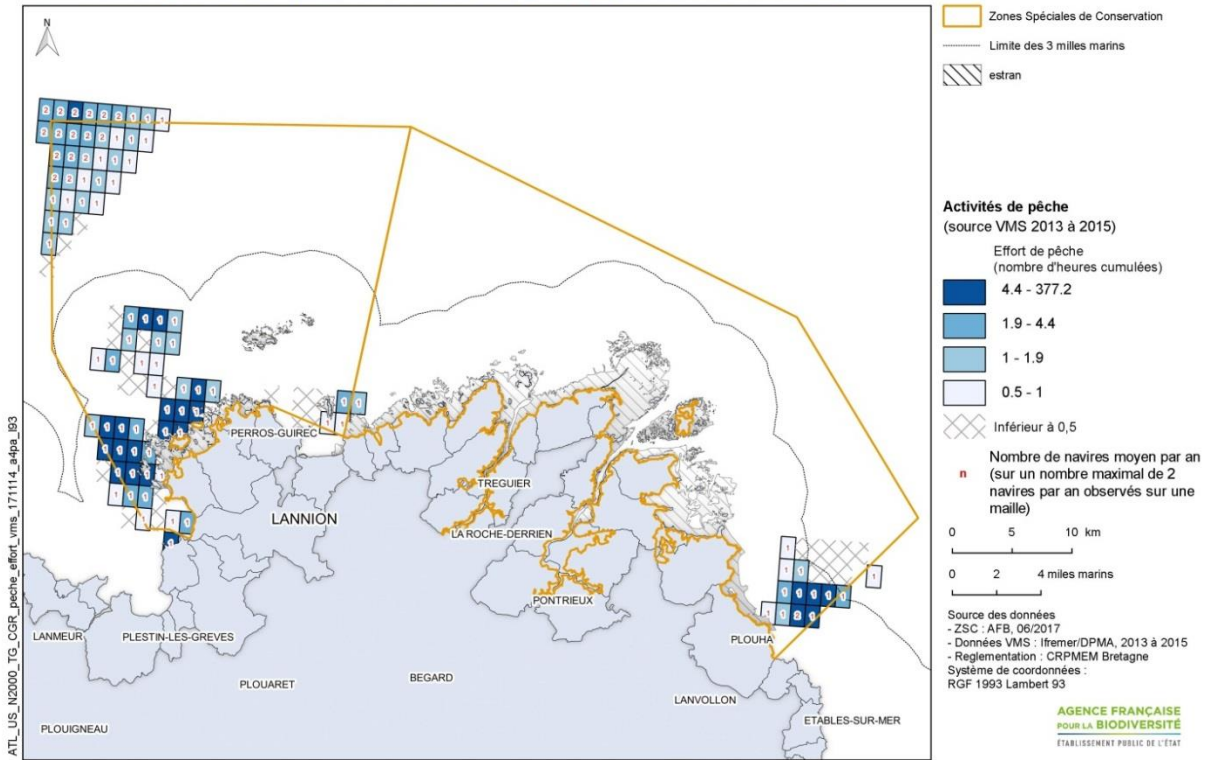 N
PERROS-GUIREC
TREGUIER
LANNION
LA ROCHE-DERRIEN
PONTRIEUX
LANMEUR
PLESTIN-LES-GREVES
PLOUHA
PLOUARET
BEGARD
LANVOLLON
PLOUIGNEAU
ETABLES-SUR-MER
ATL_US_N2000_TG_CGR_peche_effort_vms_171114_a4pa_l93
Zones Spéciales de Conservation
Limite des 3 milles marins
estran
Activités de pêche
(source VMS 2013 à 2015)
Effort de pêche
(nombre d'heures cumulées)
4.4 - 377.2
1.9 - 4.4
1 - 1.9
0.5 - 1
Inférieur à 0,5
n
Nombre de navires moyen par an
(sur un nombre maximal de 2
navires par an observés sur une
maille)
0 5 10 km
0 2 4 miles marins
Source des données
- ZSC : AFB, 06/2017
- Données VMS : Ifremer/DPMA, 2013 à 2015
- Reglementation : CRPMEM Bretagne
Système de coordonnées :
RGF 1993 Lambert 93
AGENCE FRANÇAISE
POUR LA BIODIVERSITÉ
ÉTABLISSEMENT PUBLIC DE L'ÉTAT